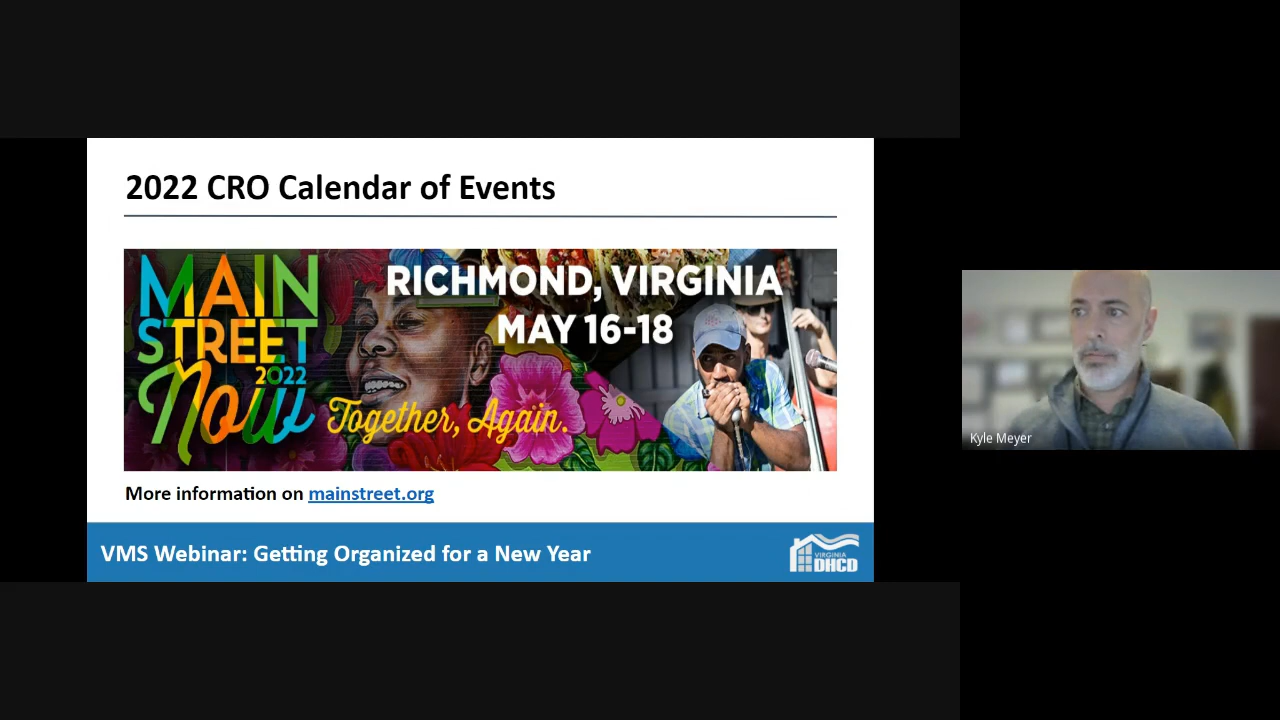 2022 CRO Calendar of Events
MAIN
STREET
2022
Now
RICHMOND, VIRGINIA
MAY 16-18
Together, Again.
More information on mainstreet.org
VMS Webinar: Getting Organized for a New Year
VIRGINIA
DHCD
Kyle Meyer